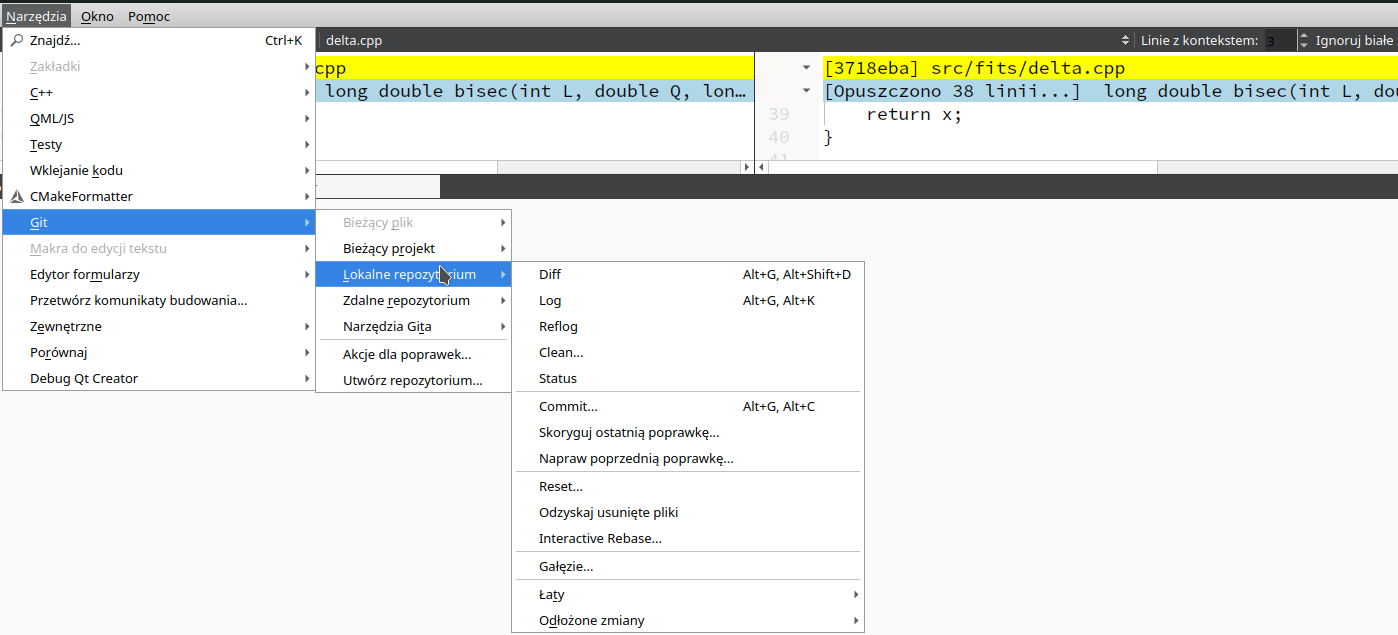 Narzędzia Okno Pomoc
Znajdź... Ctrl+K
Zakładki
C++
QML/JS
Testy
Wklejanie kodu
CMakeFormatter
Git
Makra do edycji tekstu
Edytor formularzy
Przetwórz komunikaty budowania...
Zewnętrzne
Porównaj
Debug Qt Creator
delta.cpp
Linie z kontekstem: 3
Ignoruj białe
cpp
long double bisec(int L, double Q, lon...
[3718eba] src/fits/delta.cpp
[Opuszczono 38 linii...] long double bisec(int L, dou
39 return x;
40 }
41
Bieżący plik
Bieżący projekt
Lokalne repozytorium
Zdalne repozytorium
Narzędzia Gita
Akcje dla poprawek...
Utwórz repozytorium...
Diff Alt+G, Alt+Shift+D
Log Alt+G, Alt+K
Reflog
Clean...
Status
Commit... Alt+G, Alt+C
Skoryguj ostatnią poprawkę...
Napraw poprzednią poprawkę...
Reset...
Odzyskaj usunięte pliki
Interactive Rebase...
Gałęzie...
Łaty
Odłożone zmiany